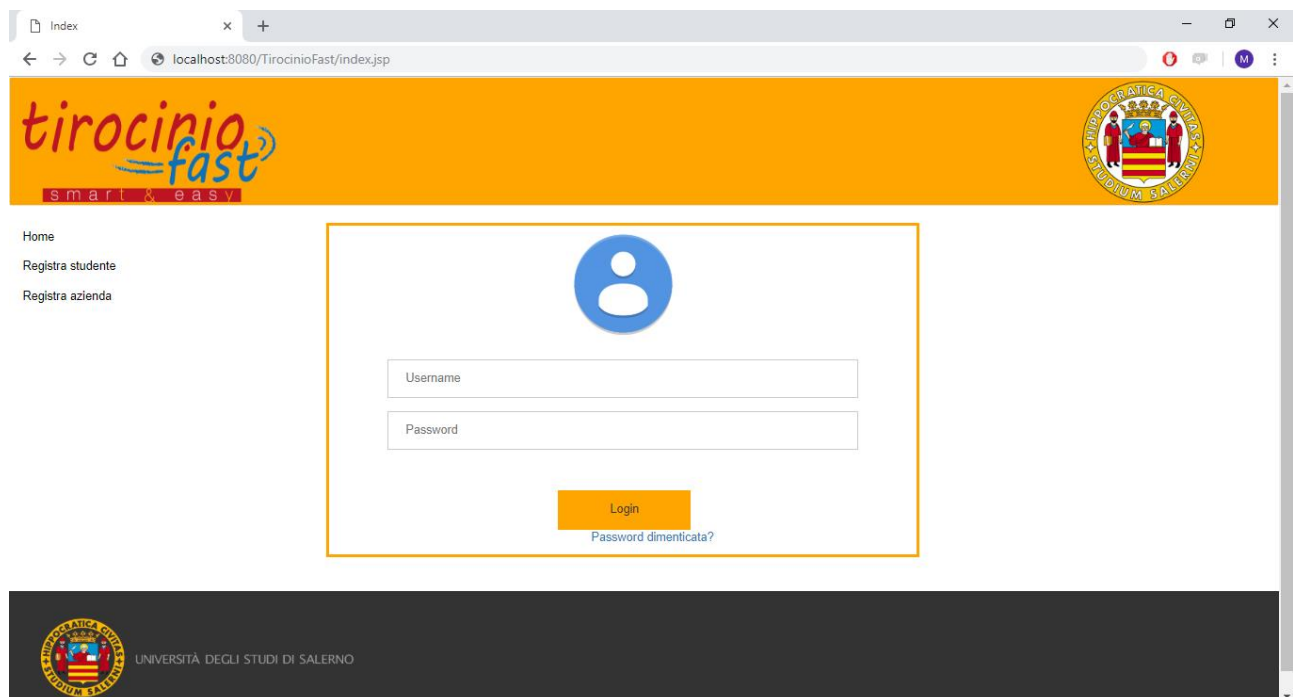 Index
localhost:8080/TirocinioFast/index.jsp
M
tirocinio
fast
smart & easy
HIPPOCRATICA CIVITAS
STUDIUM SALERNI
Home
Registra studente
Registra azienda
Username
Password
Login
Password dimenticata?
HIPPOCRATICA CIVITAS
STUDIUM SALERNI
UNIVERSITÀ DEGLI STUDI DI SALERNO